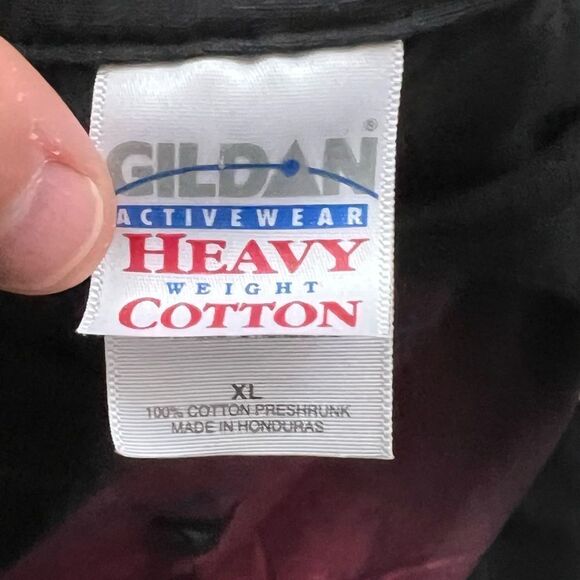 GILDAN®
ACTIVEWEAR
HEAVY
WEIGHT
COTTON
XL
100% COTTON PRESHRUNK
MADE IN HONDURAS